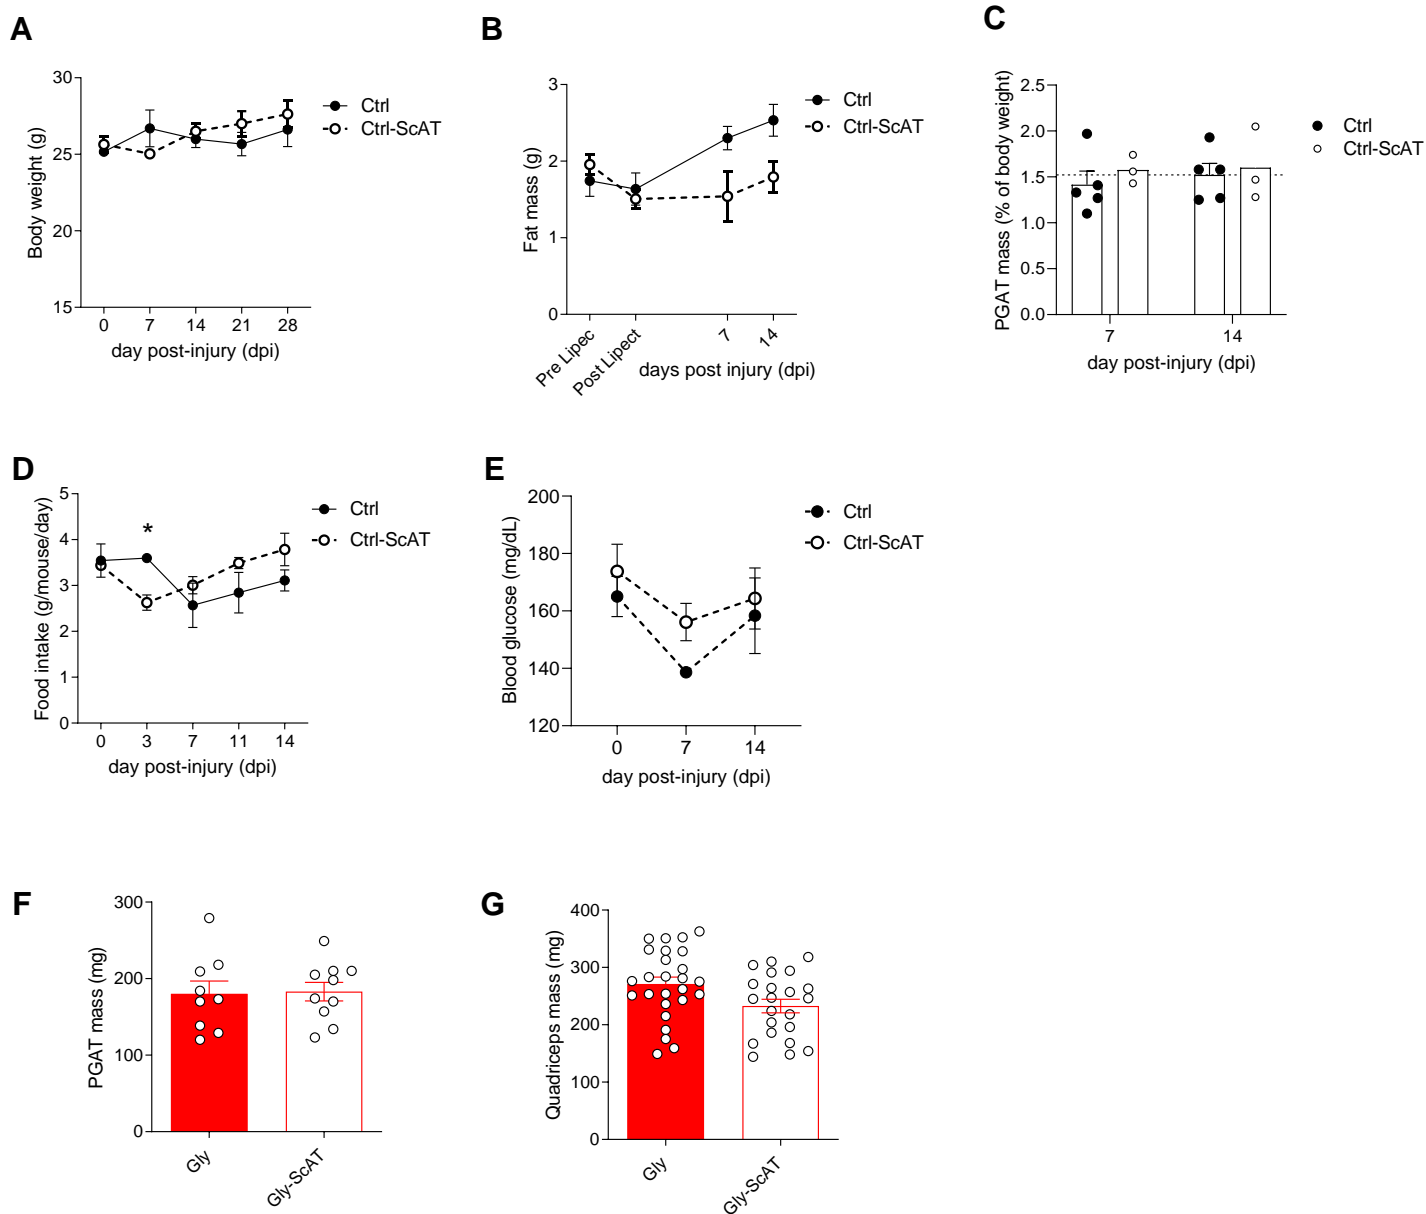 A
Body weight (g)
30
25
20
15
0 7 14 21 28
day post-injury (dpi)
Ctrl
Ctrl-ScAT
B
Fat mass (g)
3
2
1
0
Pre Lipec
Post Lipect
7
14
days post injury (dpi)
Ctrl
Ctrl-ScAT
C
PGAT mass (% of body weight)
2.5
2.0
1.5
1.0
0.5
0.0
7 14
day post-injury (dpi)
Ctrl
Ctrl-ScAT
D
Food intake (g/mouse/day)
5
4
3
2
1
0
*
0 3 7 11 14
day post-injury (dpi)
Ctrl
Ctrl-ScAT
E
Blood glucose (mg/dL)
200
180
160
140
120
0 7 14
day post-injury (dpi)
Ctrl
Ctrl-ScAT
F
PGAT mass (mg)
300
200
100
0
Gly
Gly-ScAT
G
Quadriceps mass (mg)
400
300
200
100
0
Gly
Gly-ScAT